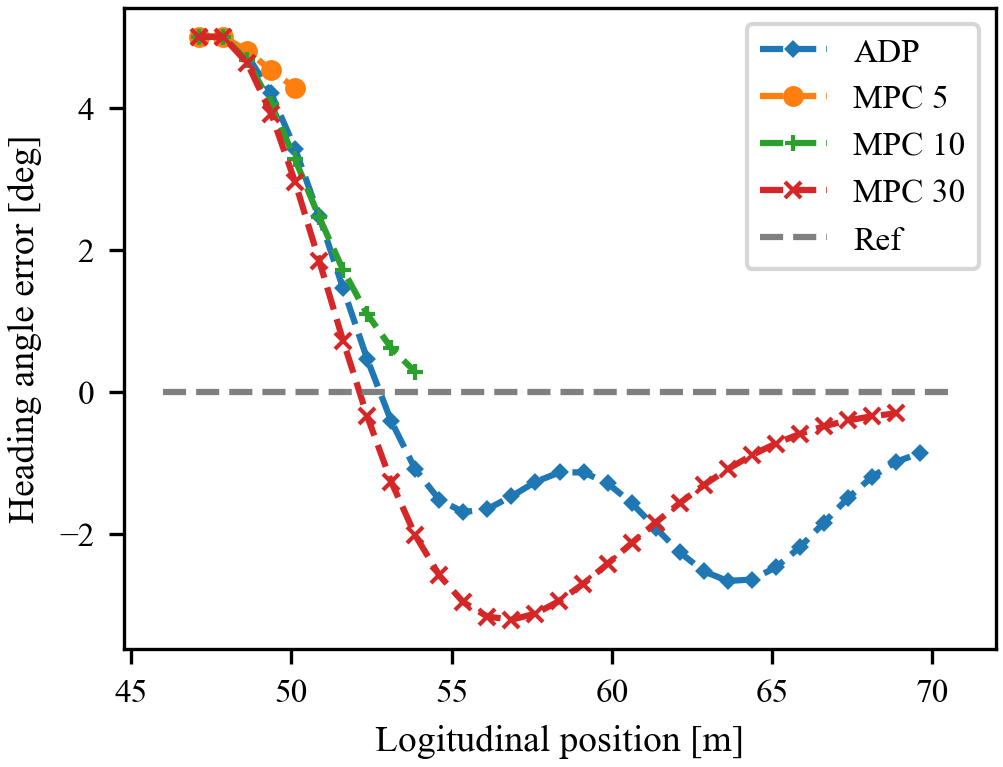 Heading angle error [deg]
4
2
0
−2
45
50
55
60
65
70
Logitudinal position [m]
ADP
MPC 5
MPC 10
MPC 30
Ref